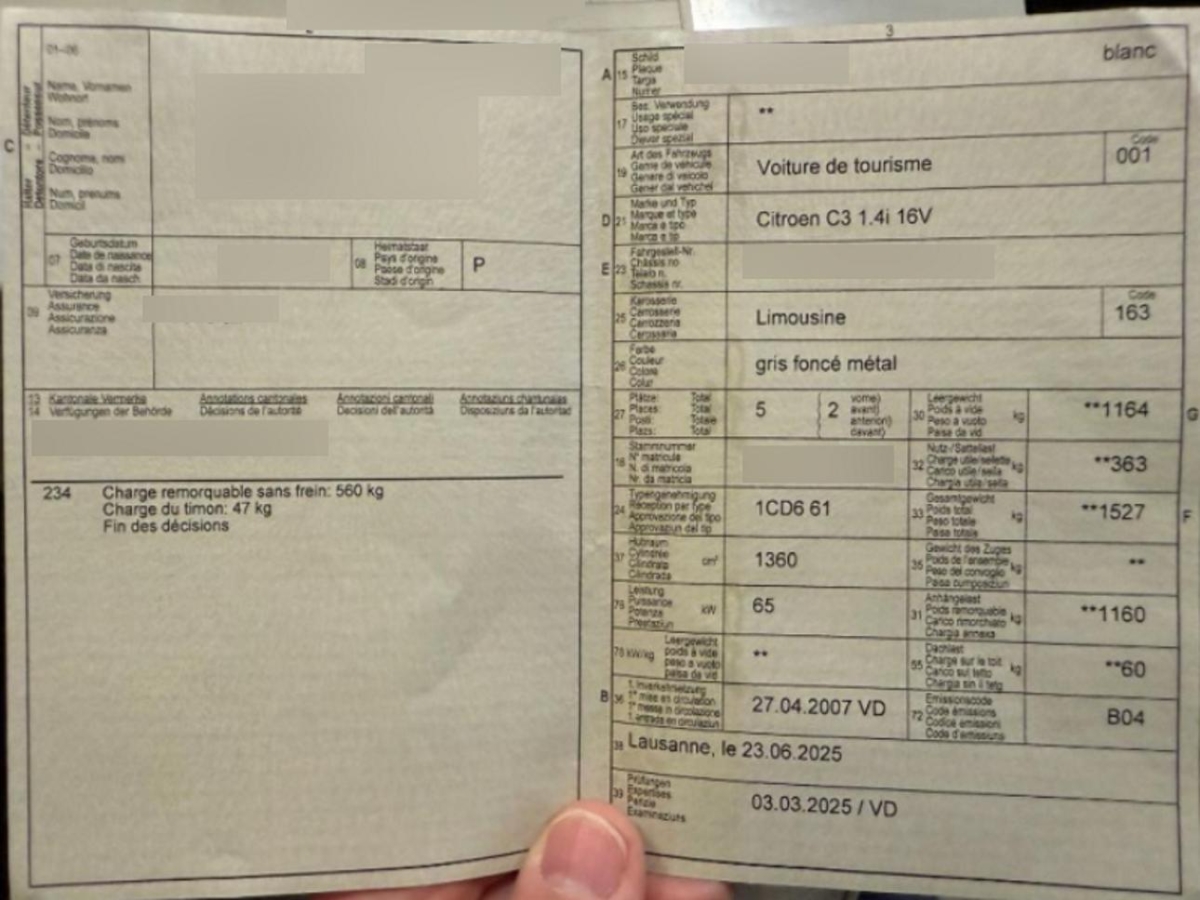 01-06
Name, Vornamen
Wohnort
Nom, prénoms
Domicile
Cognome, nomi
Domicilio
Num, prenums
Domicil
C
Halter - Détenteur
Detentore - Possessur
07
Geburtsdatum
Date de naissance
Data di nascita
Data da nasch.
08
Heimatstaat
Pays d'origine
Paese d'origine
Stadi d'origin
P
09
Versicherung
Assurance
Assicurazione
Assicuranza
13 Kantonale Vermerke Annotations cantonales Annotazioni cantonali Annotaziuns chantunalas
14 Verfügungen der Behörde Décisions de l'autorité Decisioni dell'autorità Disposiziuns da l'autoritad
234 Charge remorquable sans frein: 560 kg
Charge du timon: 47 kg
Fin des décisions
3
A 15
Schild
Plaque
Targa
Numer
blanc
17
Bes. Verwendung
Usage spécial
Uso speciale
Diever spezial
**
19
Art des Fahrzeugs
Genre de véhicule
Genere di veicolo
Gener dal vehichel
Voiture de tourisme
Code
001
D 21
Marke und Typ
Marque et type
Marca e tipo
Marca e tip
Citroen C3 1.4i 16V
E 23
Fahrgestell-Nr.
Châssis no
Telaio n.
Schassis nr.
25
Karosserie
Carrosserie
Carrozzeria
Carossaria
Limousine
Code
163
26
Farbe
Couleur
Colore
Colur
gris foncé métal
27
Plätze: Total
Places: Total
Posti: Totale
Plazs: Total
5
2
vorne)
avant)
anteriori)
davant)
30
Leergewicht
Poids à vide
Peso a vuoto
Paisa da vid
kg
**1164
G
18
Stammnummer
N° matricule
N. di matricola
Nr. da matricla
32
Nutz-/Sattellast
Charge utile/sellette
Carico utile/sella
Chargia utila/sella
kg
**363
24
Typengenehmigung
Réception par type
Approvazione del tipo
Approvaziun dal tip
1CD6 61
33
Gesamtgewicht
Poids total
Peso totale
Paisa totala
kg
**1527
F
37
Hubraum
Cylindrée
Cilindrata
Cilindrada
cm³
1360
35
Gewicht des Zuges
Poids de l'ensemble
Peso del convoglio
Paisa cumposiziun
kg
**
76
Leistung
Puissance
Potenza
Prestaziun
kW
65
31
Anhängelast
Poids remorquable
Carico rimorchiato
Chargia annexa
kg
**1160
78 kW/kg
Leergewicht
poids à vide
peso a vuoto
paisa da vid
**
55
Dachlast
Charge sur le toit
Carico sul tetto
Chargia sin il tetg
kg
**60
B 36
1. Inverkehrsetzung
1re mise en circulation
1a messa in circolazione
1. entrada en circulaziun
27.04.2007 VD
72
Emissionscode
Code émissions
Codice emissioni
Code d'emissiuns
B04
38 Lausanne, le 23.06.2025
39
Prüfungen
Expertises
Perizie
Examinaziuns
03.03.2025 / VD